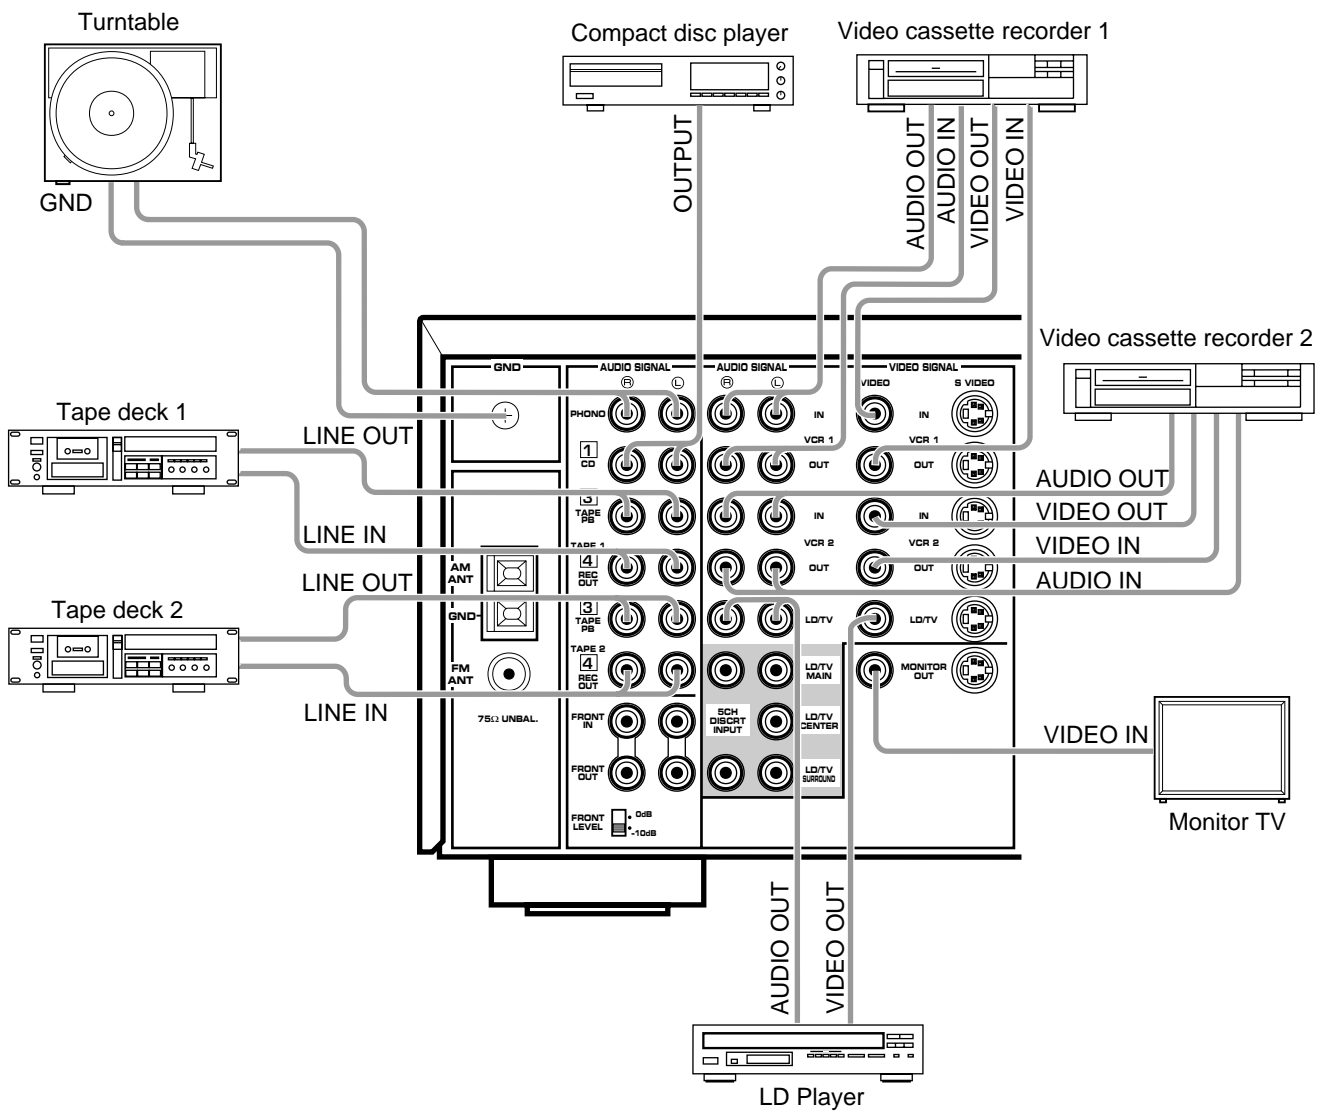 Turntable
Compact disc player
Video cassette recorder 1
GND
OUTPUT
AUDIO OUT
AUDIO IN
VIDEO OUT
VIDEO IN
Video cassette recorder 2
GND
AUDIO SIGNAL
AUDIO SIGNAL
VIDEO SIGNAL
R L R L
VIDEO
S VIDEO
Tape deck 1
LINE OUT
PHONO
IN
IN
VCR 1
VCR 1
1
CD
OUT
OUT
AUDIO OUT
3
TAPE
PB
IN
IN
VIDEO OUT
LINE IN
TAPE 1
VCR 2
VCR 2
VIDEO IN
AM
ANT
4
REC
OUT
OUT
OUT
AUDIO IN
LINE OUT
Tape deck 2
GND
3
TAPE
PB
LD/TV
LD/TV
TAPE 2
FM
ANT
4
REC
OUT
LD/TV
MAIN
MONITOR
OUT
LINE IN
75Ω UNBAL.
FRONT
IN
5CH
DISCRT
INPUT
LD/TV
CENTER
VIDEO IN
FRONT
OUT
LD/TV
SURROUND
Monitor TV
FRONT
LEVEL
0dB
-10dB
AUDIO OUT
VIDEO OUT
LD Player